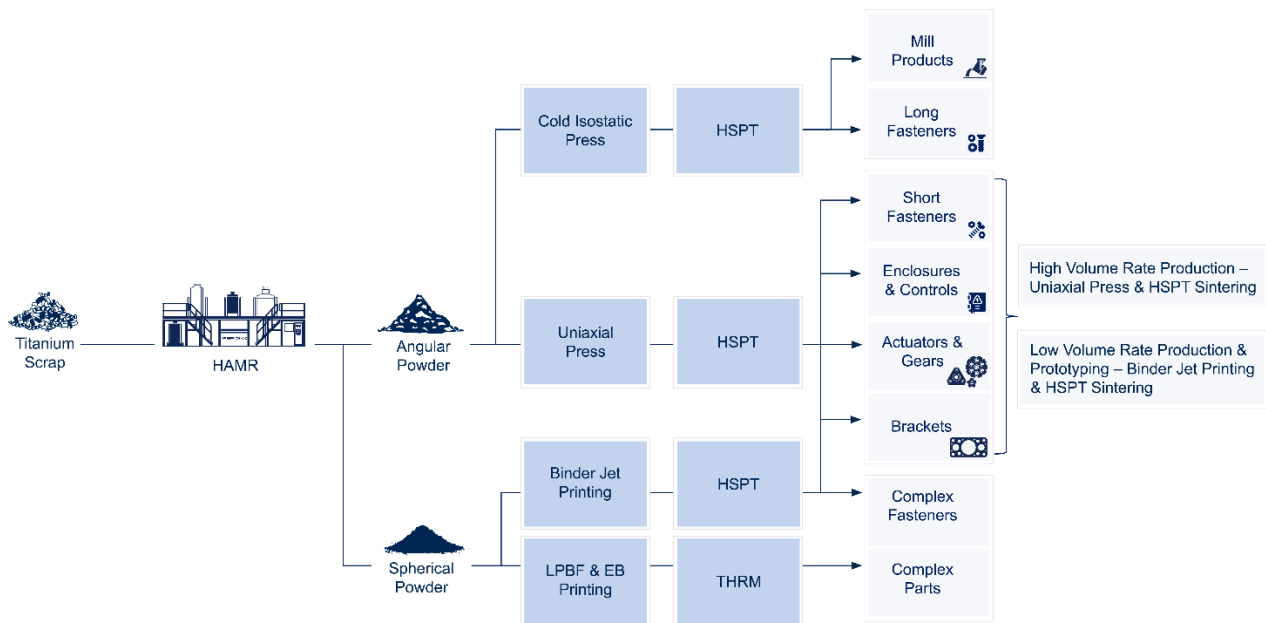 Titanium
Scrap
HAMR
Angular
Powder
Spherical
Powder
Cold Isostatic
Press
HSPT
Uniaxial
Press
HSPT
Binder Jet
Printing
HSPT
LPBF & EB
Printing
THRM
Mill
Products
Long
Fasteners
Short
Fasteners
Enclosures
& Controls
Actuators &
Gears
Brackets
Complex
Fasteners
Complex
Parts
High Volume Rate Production –
Uniaxial Press & HSPT Sintering
Low Volume Rate Production &
Prototyping – Binder Jet Printing
& HSPT Sintering